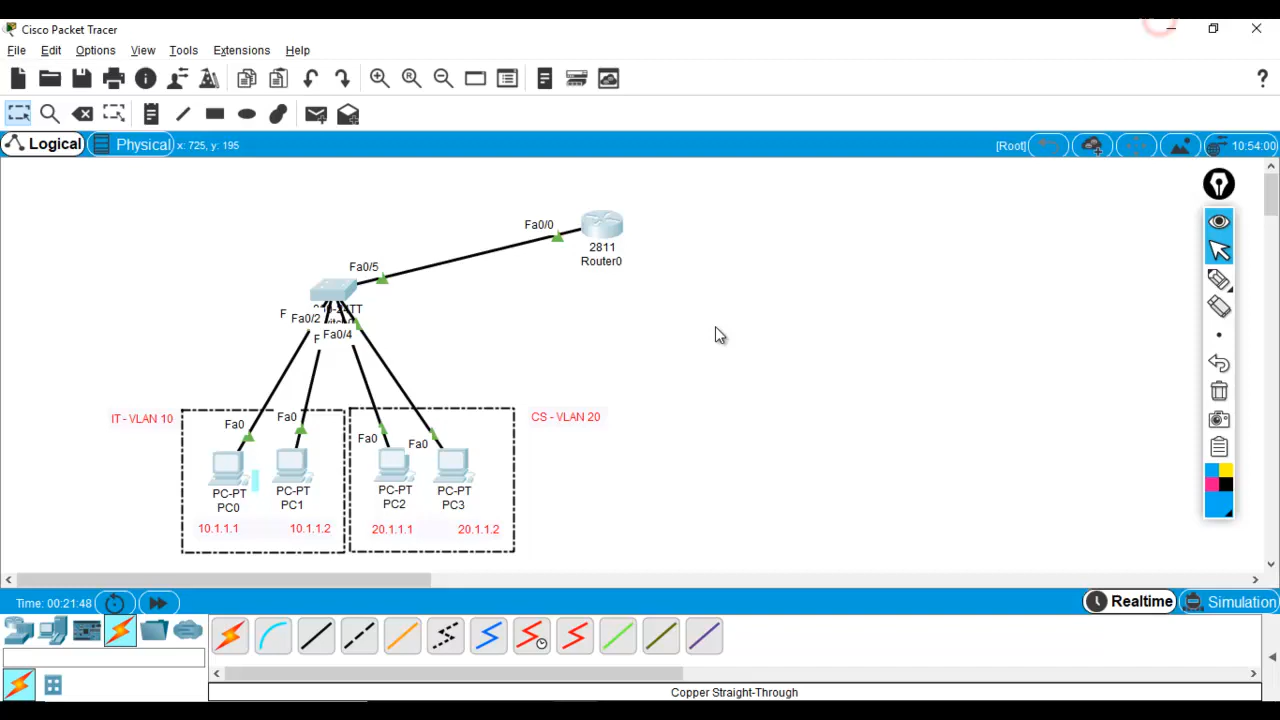 Cisco Packet Tracer
File Edit Options View Tools Extensions Help
Logical Physical x: 725, y: 195 [Root] 10:54:00
Fa0/0
2811
Router0
Fa0/5
F Fa0/2
F Fa0/4
IT - VLAN 10
CS - VLAN 20
Fa0 Fa0 Fa0 Fa0
PC-PT PC-PT PC-PT PC-PT
PC0 PC1 PC2 PC3
10.1.1.1 10.1.1.2 20.1.1.1 20.1.1.2
Time: 00:21:48 Realtime Simulation
Copper Straight-Through